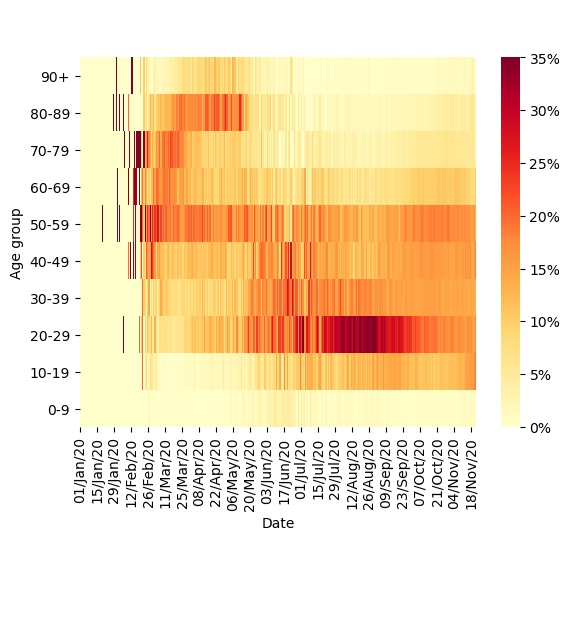 90+
80-89
70-79
60-69
50-59
40-49
30-39
20-29
10-19
0-9
Age group
01/Jan/20
15/Jan/20
29/Jan/20
12/Feb/20
26/Feb/20
11/Mar/20
25/Mar/20
08/Apr/20
22/Apr/20
06/May/20
20/May/20
03/Jun/20
17/Jun/20
01/Jul/20
15/Jul/20
29/Jul/20
12/Aug/20
26/Aug/20
09/Sep/20
23/Sep/20
07/Oct/20
21/Oct/20
04/Nov/20
18/Nov/20
Date
35%
30%
25%
20%
15%
10%
5%
0%